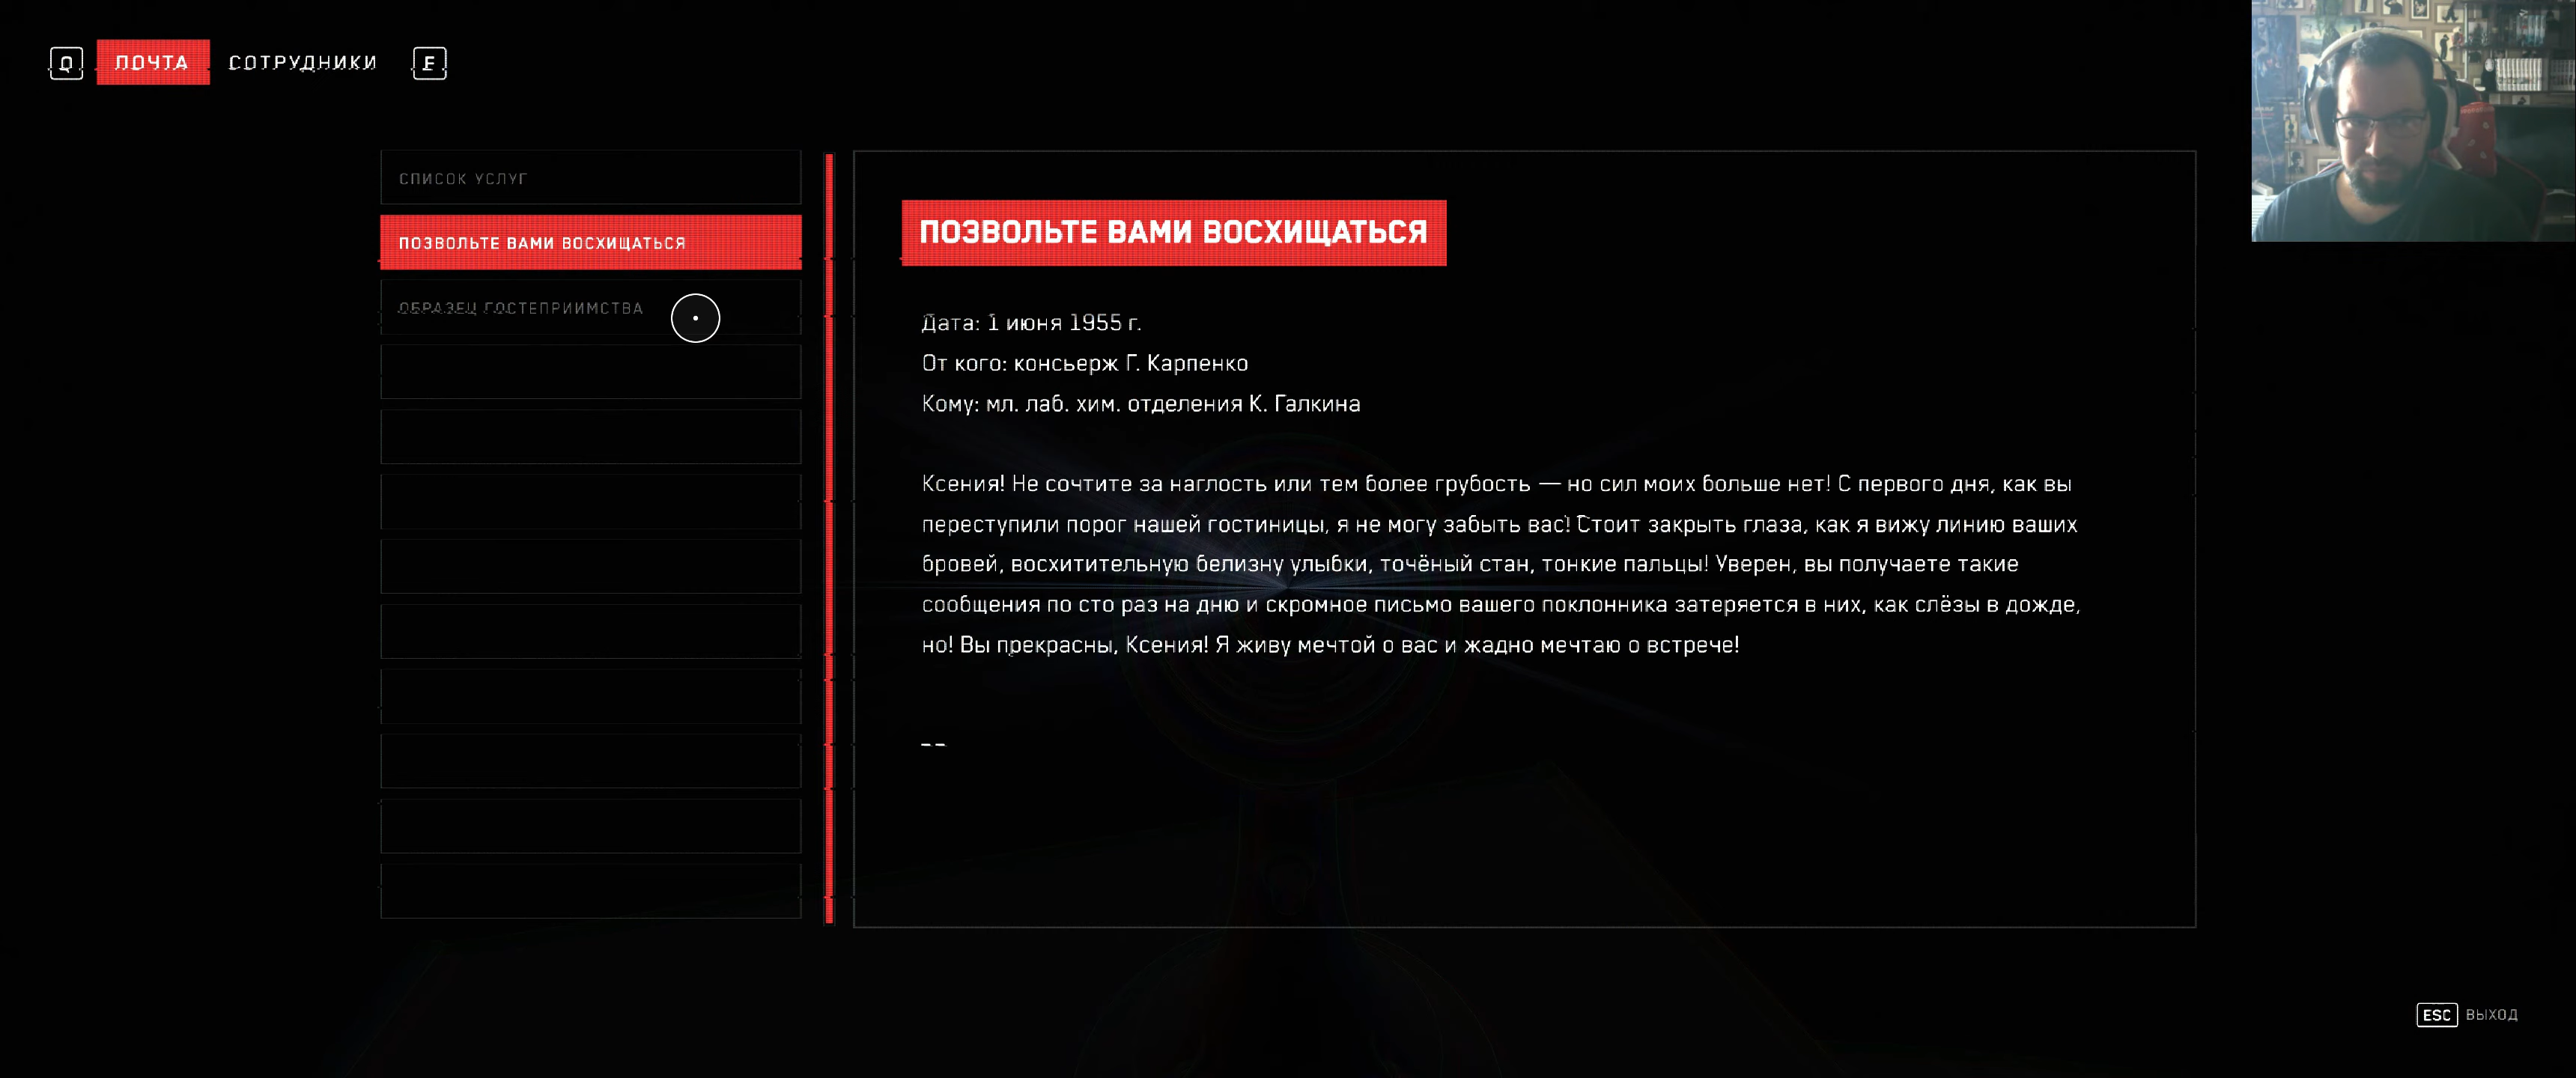 Q ПОЧТА СОТРУДНИКИ E
СПИСОК УСЛУГ
ПОЗВОЛЬТЕ ВАМИ ВОСХИЩАТЬСЯ
ОБРАЗЕЦ ГОСТЕПРИИМСТВА
ПОЗВОЛЬТЕ ВАМИ ВОСХИЩАТЬСЯ
Дата: 1 июня 1955 г.
От кого: консьерж Г. Карпенко
Кому: мл. лаб. хим. отделения К. Галкина
Ксения! Не сочтите за наглость или тем более грубость — но сил моих больше нет! С первого дня, как вы
переступили порог нашей гостиницы, я не могу забыть вас! Стоит закрыть глаза, как я вижу линию ваших
бровей, восхитительную белизну улыбки, точёный стан, тонкие пальцы! Уверен, вы получаете такие
сообщения по сто раз на дню и скромное письмо вашего поклонника затеряется в них, как слёзы в дожде,
но! Вы прекрасны, Ксения! Я живу мечтой о вас и жадно мечтаю о встрече!
--
ESC ВЫХОД